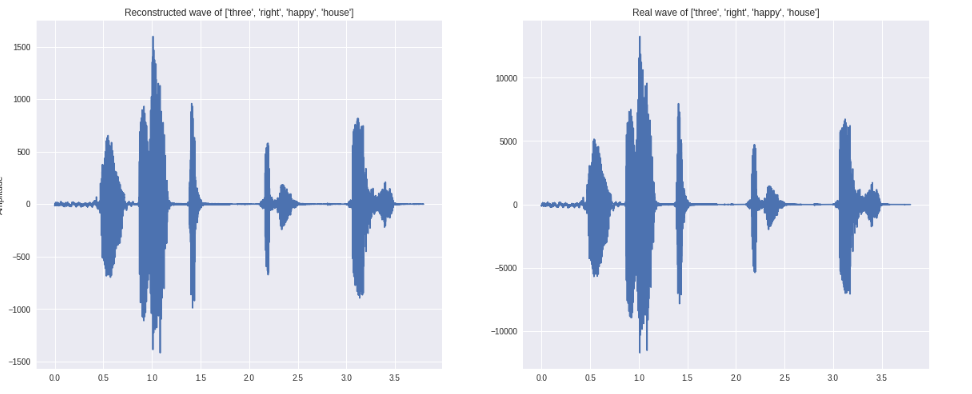 Reconstructed wave of ['three', 'right', 'happy', 'house']
1500
1000
500
0
−500
−1000
−1500
Amplitude
0.0 0.5 1.0 1.5 2.0 2.5 3.0 3.5
Real wave of ['three', 'right', 'happy', 'house']
10000
5000
0
−5000
−10000
0.0 0.5 1.0 1.5 2.0 2.5 3.0 3.5